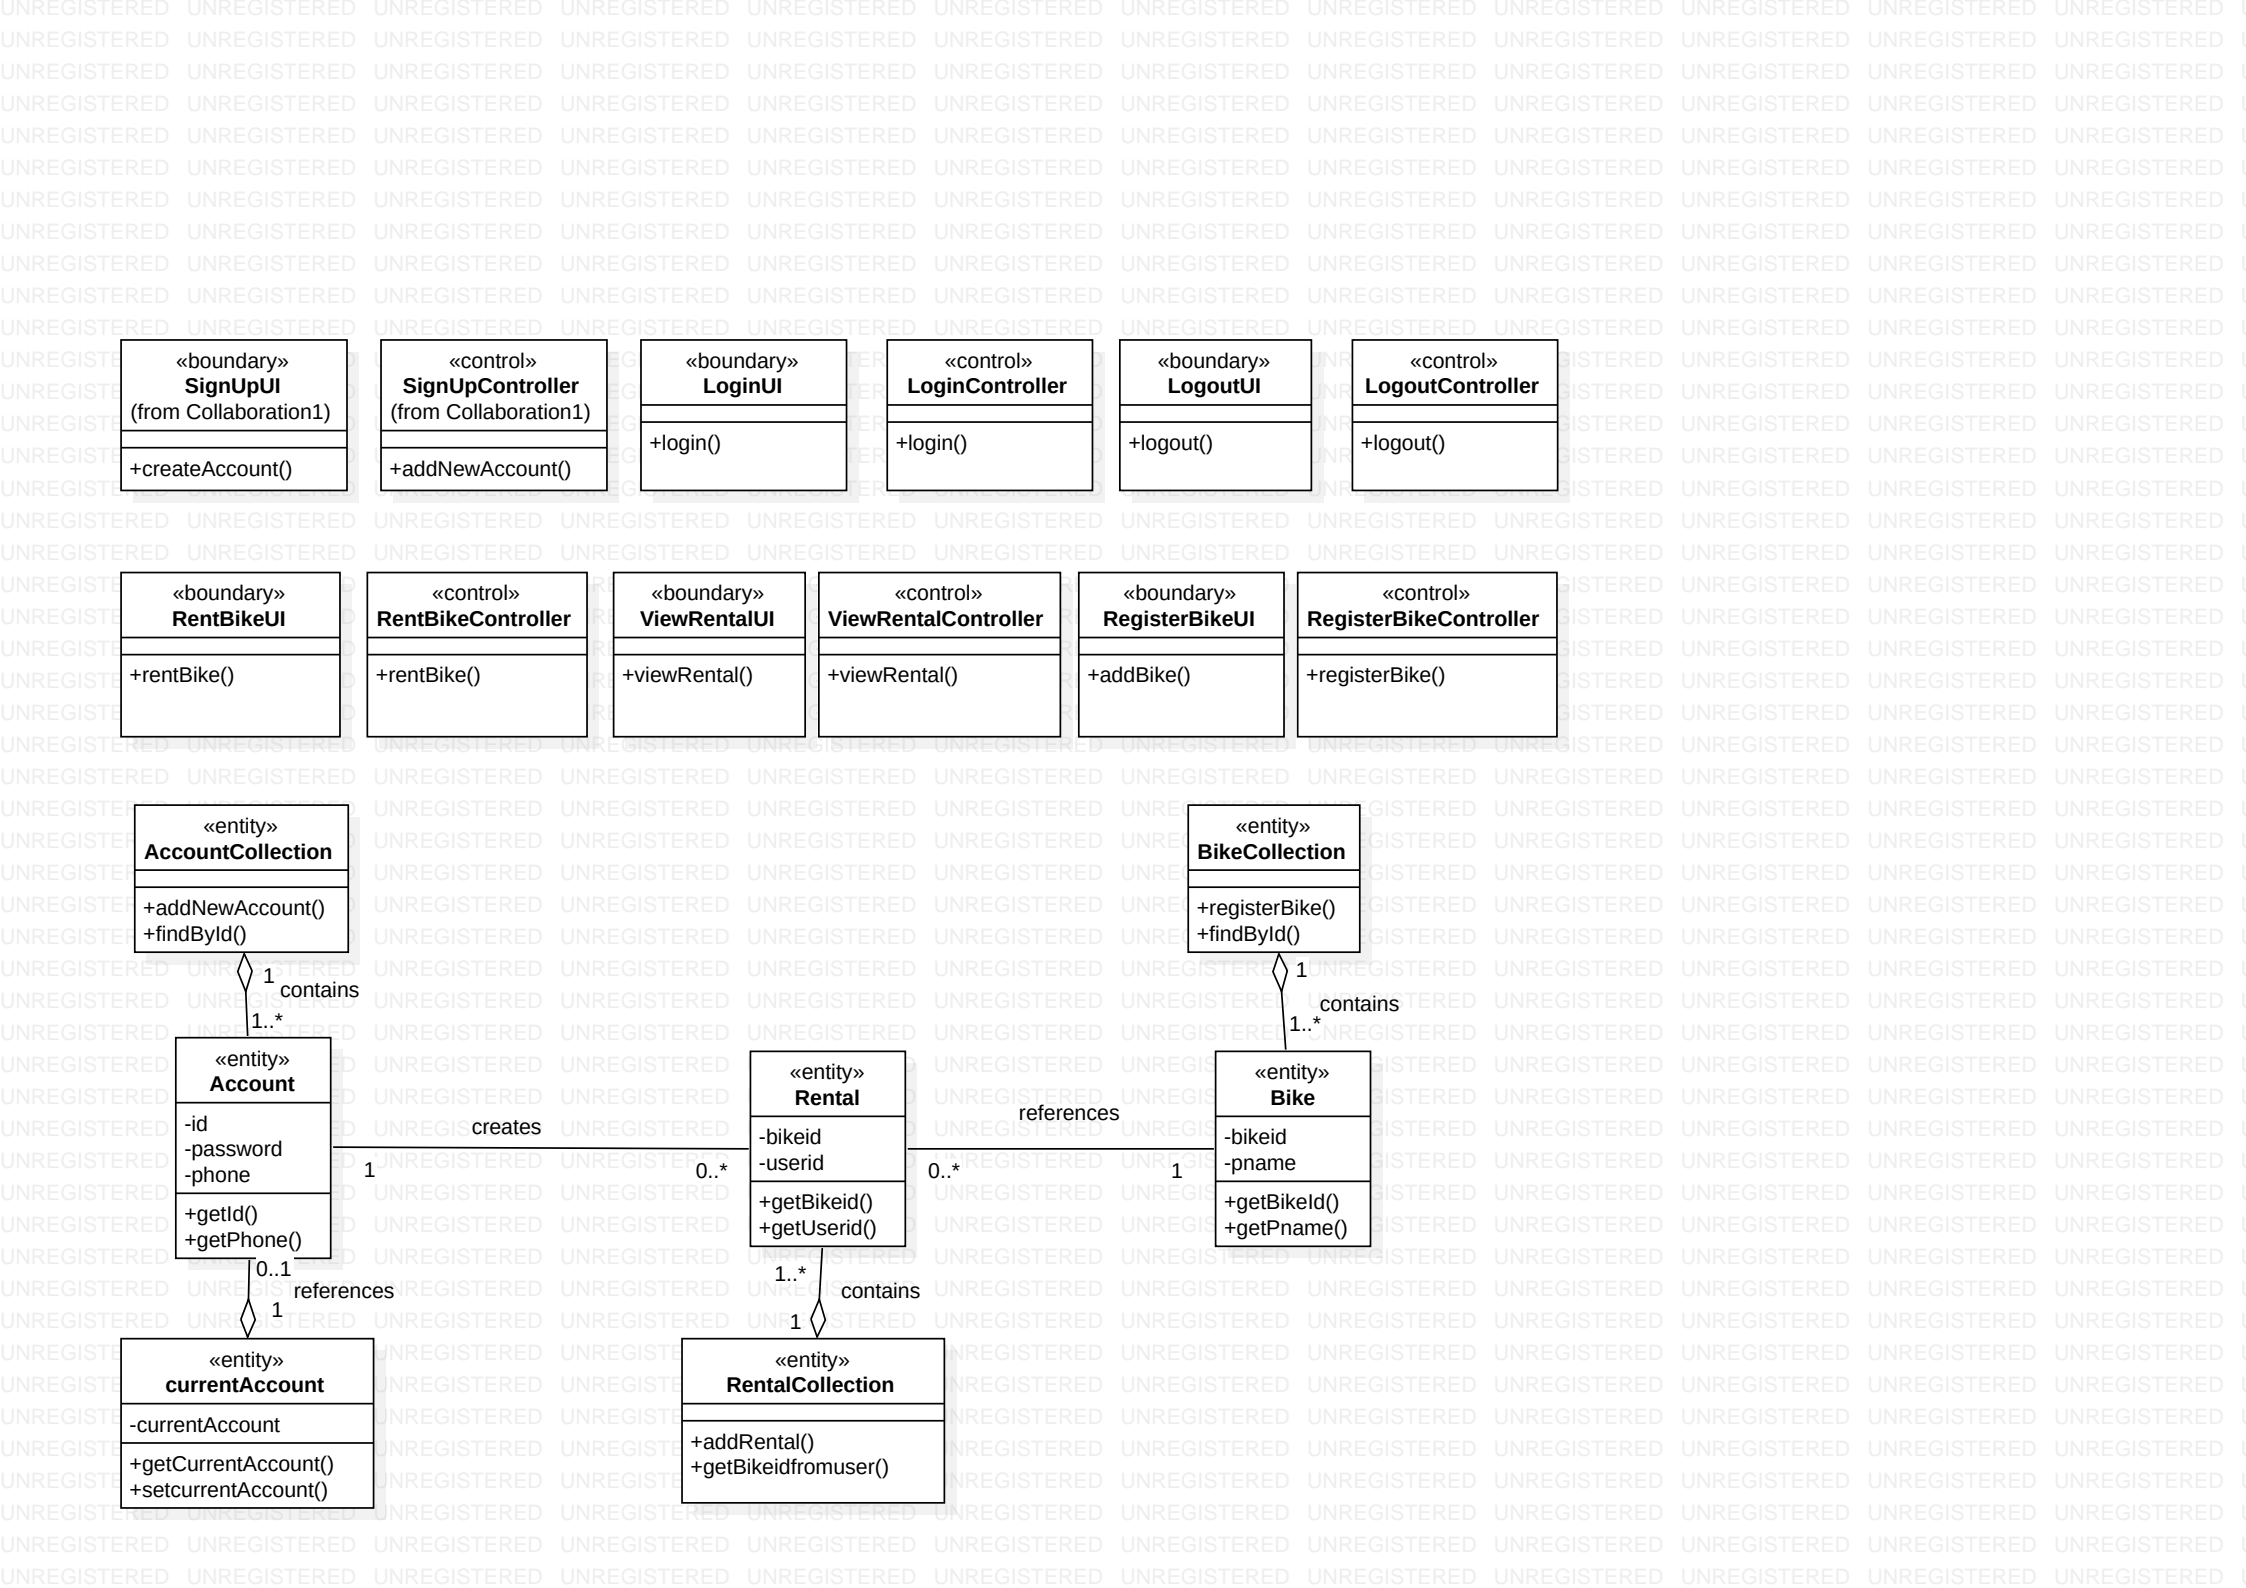 «boundary»
SignUpUI
(from Collaboration1)
+createAccount()
«control»
SignUpController
(from Collaboration1)
+addNewAccount()
«boundary»
LoginUI
+login()
«control»
LoginController
+login()
«boundary»
LogoutUI
+logout()
«control»
LogoutController
+logout()
«boundary»
RentBikeUI
+rentBike()
«control»
RentBikeController
+rentBike()
«boundary»
ViewRentalUI
+viewRental()
«control»
ViewRentalController
+viewRental()
«boundary»
RegisterBikeUI
+addBike()
«control»
RegisterBikeController
+registerBike()
«entity»
AccountCollection
+addNewAccount()
+findById()
«entity»
BikeCollection
+registerBike()
+findById()
1
contains
1..*
1
contains
1..*
«entity»
Account
-id
-password
-phone
+getId()
+getPhone()
creates
1
0..*
«entity»
Rental
-bikeid
-userid
+getBikeid()
+getUserid()
references
0..*
1
«entity»
Bike
-bikeid
-pname
+getBikeId()
+getPname()
0..1
references
1
1..*
contains
1
«entity»
currentAccount
-currentAccount
+getCurrentAccount()
+setcurrentAccount()
«entity»
RentalCollection
+addRental()
+getBikeidfromuser()
UNREGISTERED